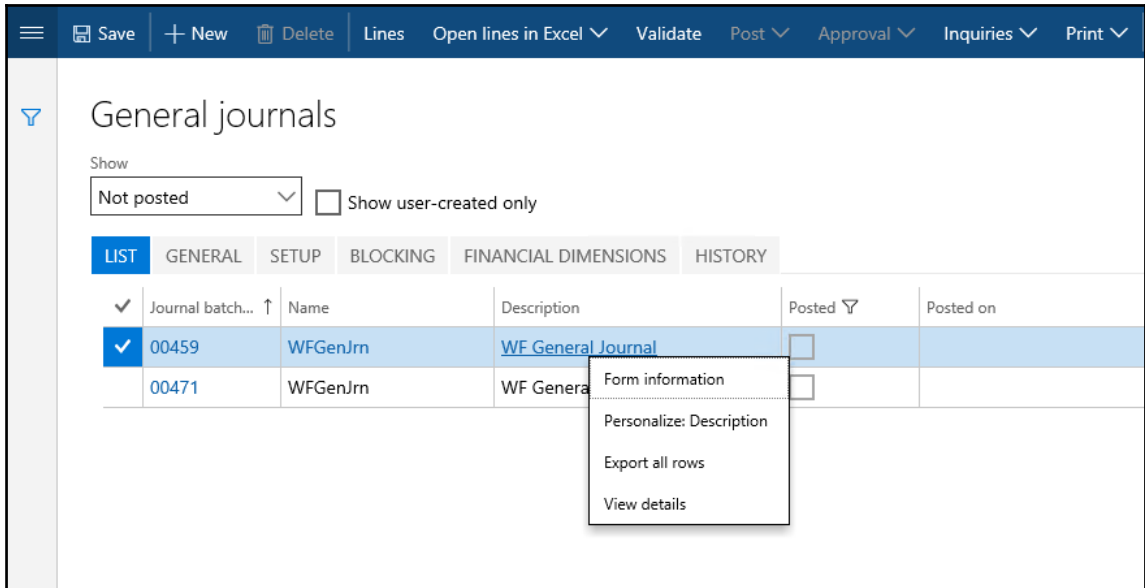 Save + New Delete Lines Open lines in Excel Validate Post Approval Inquiries Print
General journals
Show
Not posted Show user-created only
LIST GENERAL SETUP BLOCKING FINANCIAL DIMENSIONS HISTORY
Journal batch... ↑ Name Description Posted Posted on
00459 WFGenJrn WF General Journal
00471 WFGenJrn WF Genera
Form information
Personalize: Description
Export all rows
View details